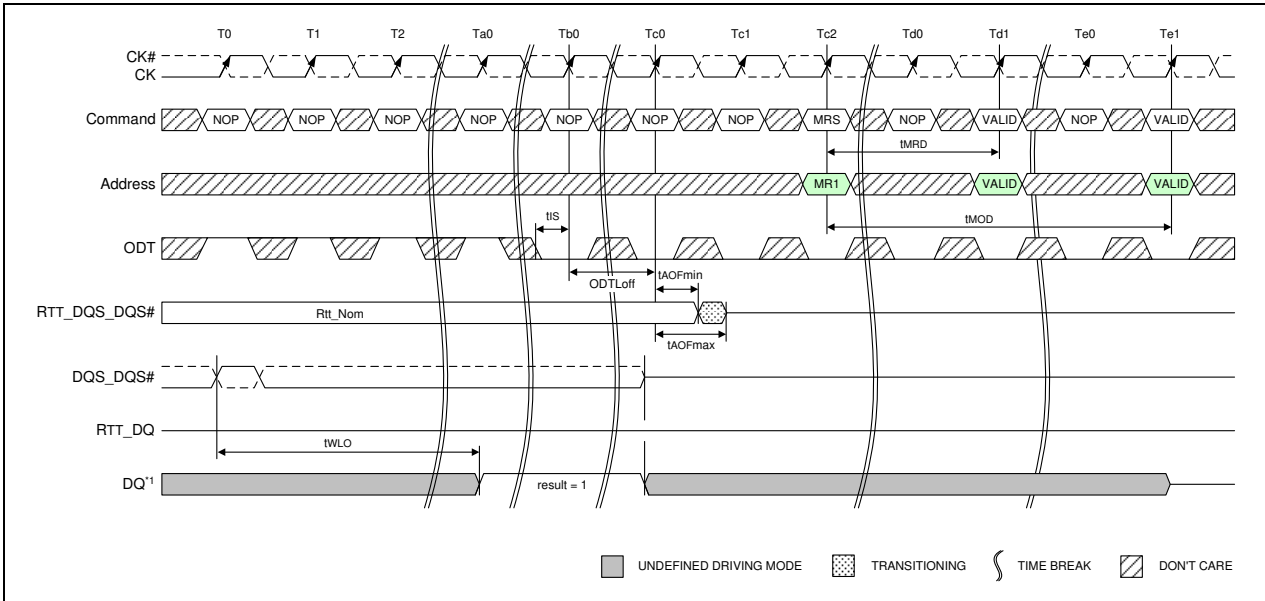 T0 T1 T2 Ta0 Tb0 Tc0 Tc1 Tc2 Td0 Td1 Te0 Te1
CK#
CK
Command NOP NOP NOP NOP NOP NOP NOP MRS NOP VALID NOP VALID
tMRD
Address MR1 VALID VALID
tIS tMOD
ODT
ODTLoff tAOFmin
RTT_DQS_DQS# Rtt_Nom
tAOFmax
DQS_DQS#
RTT_DQ
tWLO
DQ*1 result = 1
UNDEFINED DRIVING MODE TRANSITIONING TIME BREAK DON'T CARE